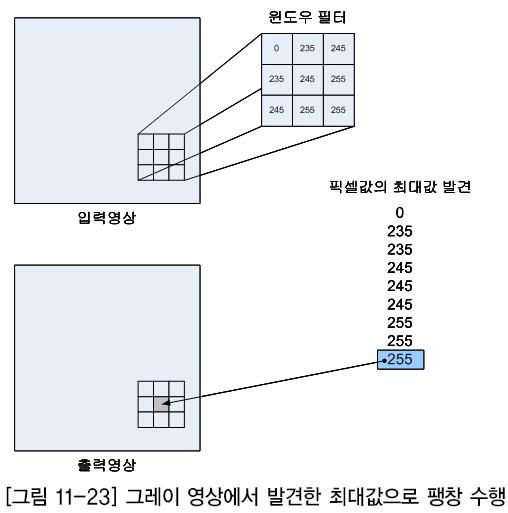 윈도우 필터
0 235 245
235 245 255
245 255 255
입력영상
픽셀값의 최대값 발견
0
235
235
245
245
245
255
255
255
출력영상
[그림 11-23] 그레이 영상에서 발견한 최대값으로 팽창 수행